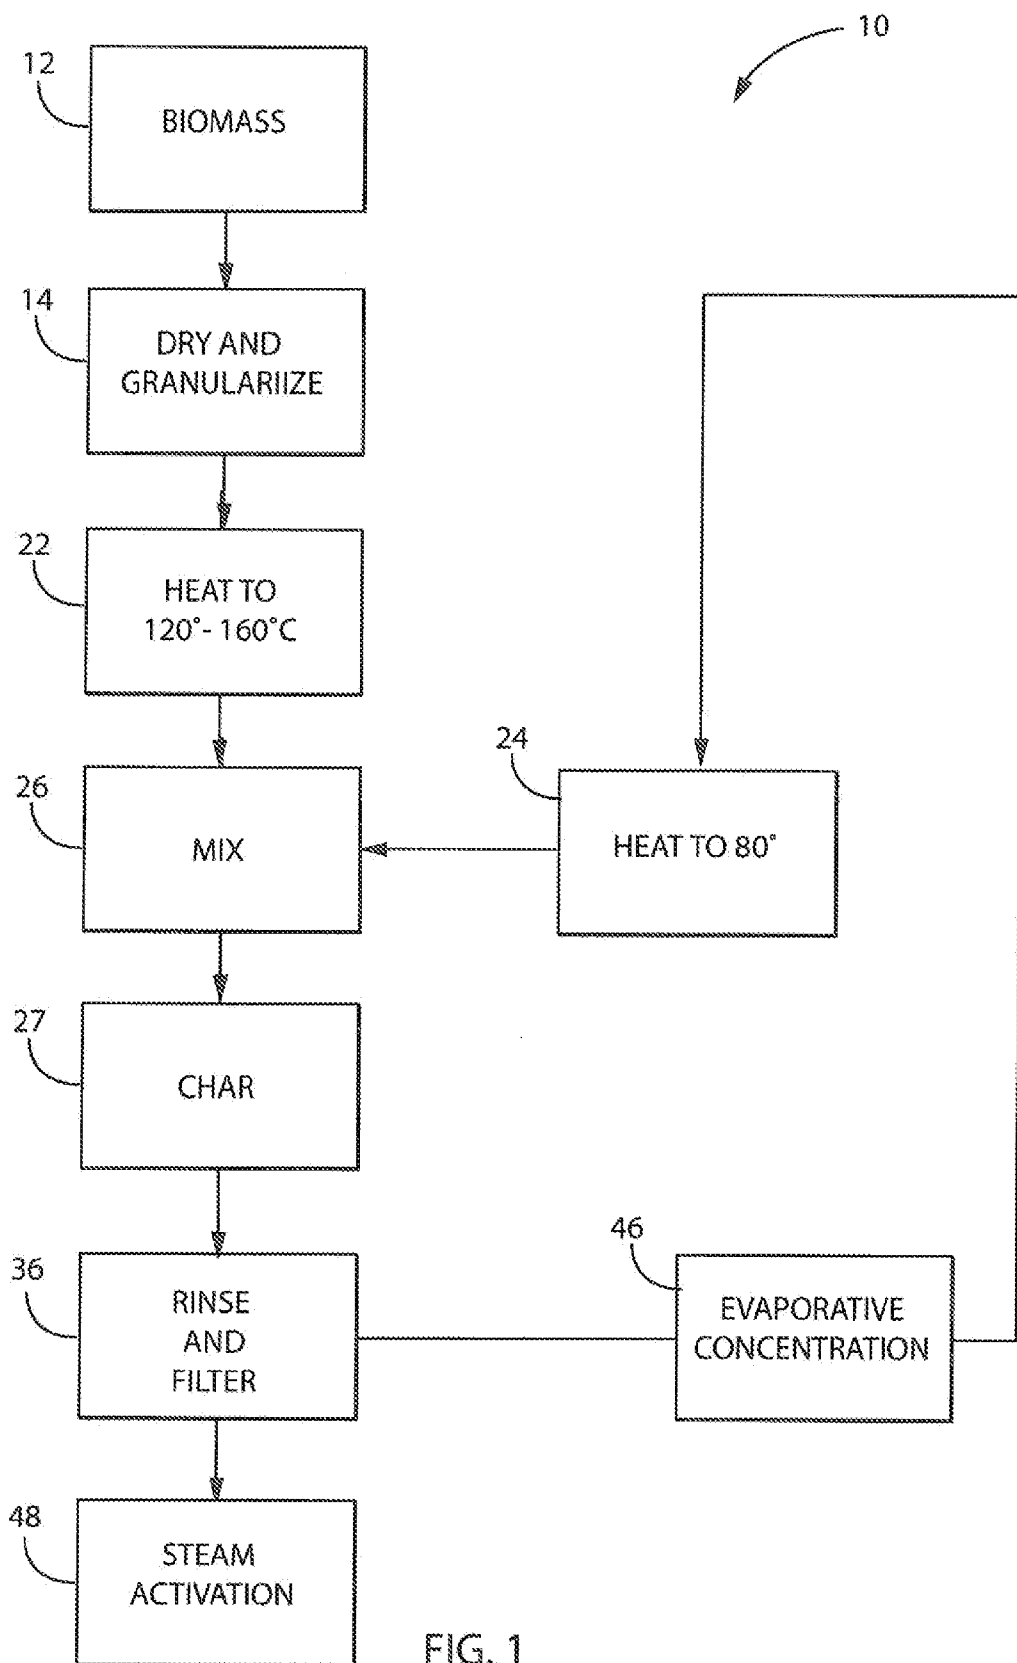 10
12
BIOMASS
14
DRY AND
GRANULARIIZE
22
HEAT TO
120°- 160°C
24
26
MIX
HEAT TO 80°
27
CHAR
46
36
RINSE
AND
FILTER
EVAPORATIVE
CONCENTRATION
48
STEAM
ACTIVATION
FIG. 1